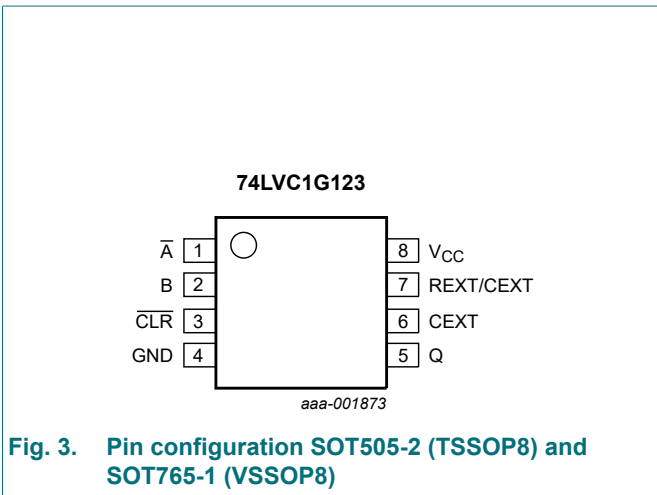 74LVC1G123
A̅ 1 8 VCC
B 2 7 REXT/CEXT
C̅L̅R̅ 3 6 CEXT
GND 4 5 Q
aaa-001873
Fig. 3. Pin configuration SOT505-2 (TSSOP8) and
SOT765-1 (VSSOP8)